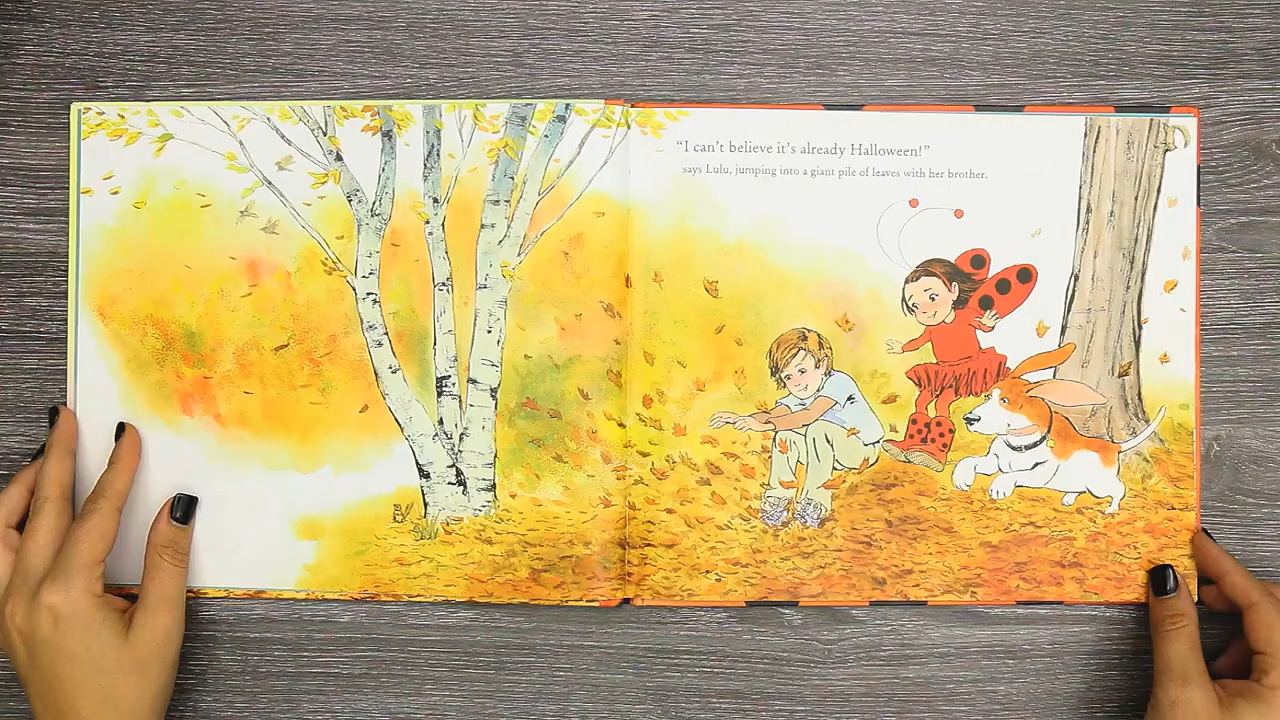 “I can’t believe it’s already Halloween!”
says Lulu, jumping into a giant pile of leaves with her brother.